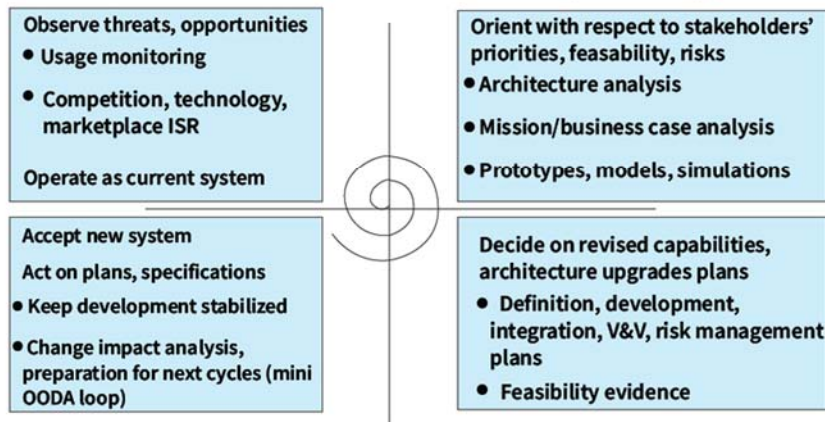 Observe threats, opportunities
● Usage monitoring
● Competition, technology,
marketplace ISR
Operate as current system
Orient with respect to stakeholders'
priorities, feasability, risks
● Architecture analysis
● Mission/business case analysis
● Prototypes, models, simulations
Accept new system
Act on plans, specifications
● Keep development stabilized
● Change impact analysis,
preparation for next cycles (mini
OODA loop)
Decide on revised capabilities,
architecture upgrades plans
● Definition, development,
integration, V&V, risk management
plans
● Feasibility evidence